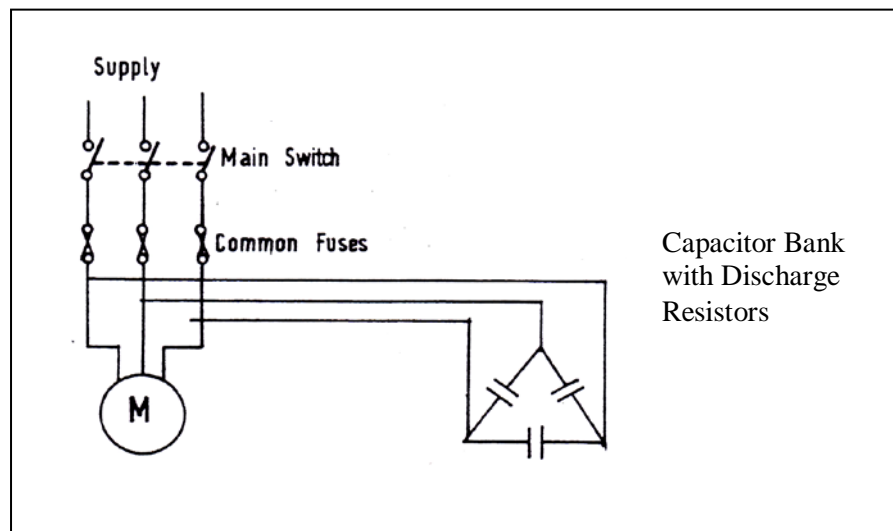 Supply
Main Switch
Common Fuses
Capacitor Bank
with Discharge
Resistors
M